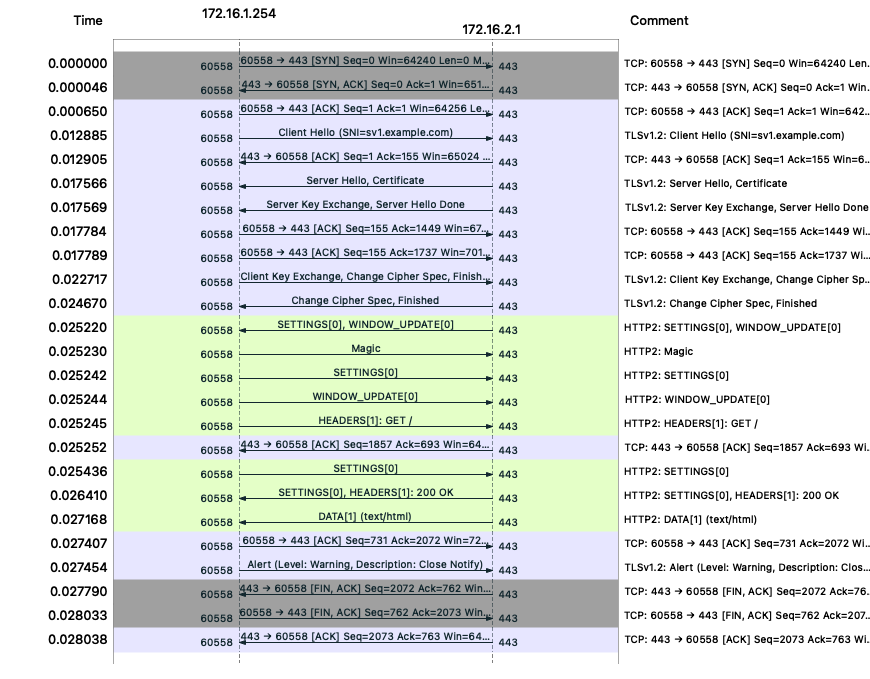 Time 172.16.1.254 172.16.2.1 Comment
0.000000 60558 60558 → 443 [SYN] Seq=0 Win=64240 Len=0 M... 443 TCP: 60558 → 443 [SYN] Seq=0 Win=64240 Len..
0.000046 60558 443 → 60558 [SYN, ACK] Seq=0 Ack=1 Win=651... 443 TCP: 443 → 60558 [SYN, ACK] Seq=0 Ack=1 Win..
0.000650 60558 60558 → 443 [ACK] Seq=1 Ack=1 Win=64256 Le... 443 TCP: 60558 → 443 [ACK] Seq=1 Ack=1 Win=642..
0.012885 60558 Client Hello (SNI=sv1.example.com) 443 TLSv1.2: Client Hello (SNI=sv1.example.com)
0.012905 60558 443 → 60558 [ACK] Seq=1 Ack=155 Win=65024 ... 443 TCP: 443 → 60558 [ACK] Seq=1 Ack=155 Win=6..
0.017566 60558 Server Hello, Certificate 443 TLSv1.2: Server Hello, Certificate
0.017569 60558 Server Key Exchange, Server Hello Done 443 TLSv1.2: Server Key Exchange, Server Hello Done
0.017784 60558 60558 → 443 [ACK] Seq=155 Ack=1449 Win=67... 443 TCP: 60558 → 443 [ACK] Seq=155 Ack=1449 Wi..
0.017789 60558 60558 → 443 [ACK] Seq=155 Ack=1737 Win=701... 443 TCP: 60558 → 443 [ACK] Seq=155 Ack=1737 Wi..
0.022717 60558 Client Key Exchange, Change Cipher Spec, Finish... 443 TLSv1.2: Client Key Exchange, Change Cipher Sp..
0.024670 60558 Change Cipher Spec, Finished 443 TLSv1.2: Change Cipher Spec, Finished
0.025220 60558 SETTINGS[0], WINDOW_UPDATE[0] 443 HTTP2: SETTINGS[0], WINDOW_UPDATE[0]
0.025230 60558 Magic 443 HTTP2: Magic
0.025242 60558 SETTINGS[0] 443 HTTP2: SETTINGS[0]
0.025244 60558 WINDOW_UPDATE[0] 443 HTTP2: WINDOW_UPDATE[0]
0.025245 60558 HEADERS[1]: GET / 443 HTTP2: HEADERS[1]: GET /
0.025252 60558 443 → 60558 [ACK] Seq=1857 Ack=693 Win=64... 443 TCP: 443 → 60558 [ACK] Seq=1857 Ack=693 Wi..
0.025436 60558 SETTINGS[0] 443 HTTP2: SETTINGS[0]
0.026410 60558 SETTINGS[0], HEADERS[1]: 200 OK 443 HTTP2: SETTINGS[0], HEADERS[1]: 200 OK
0.027168 60558 DATA[1] (text/html) 443 HTTP2: DATA[1] (text/html)
0.027407 60558 60558 → 443 [ACK] Seq=731 Ack=2072 Win=72... 443 TCP: 60558 → 443 [ACK] Seq=731 Ack=2072 Wi..
0.027454 60558 Alert (Level: Warning, Description: Close Notify) 443 TLSv1.2: Alert (Level: Warning, Description: Clos...
0.027790 60558 443 → 60558 [FIN, ACK] Seq=2072 Ack=762 Win... 443 TCP: 443 → 60558 [FIN, ACK] Seq=2072 Ack=76..
0.028033 60558 60558 → 443 [FIN, ACK] Seq=762 Ack=2073 Win... 443 TCP: 60558 → 443 [FIN, ACK] Seq=762 Ack=207..
0.028038 60558 443 → 60558 [ACK] Seq=2073 Ack=763 Win=64... 443 TCP: 443 → 60558 [ACK] Seq=2073 Ack=763 Wi..